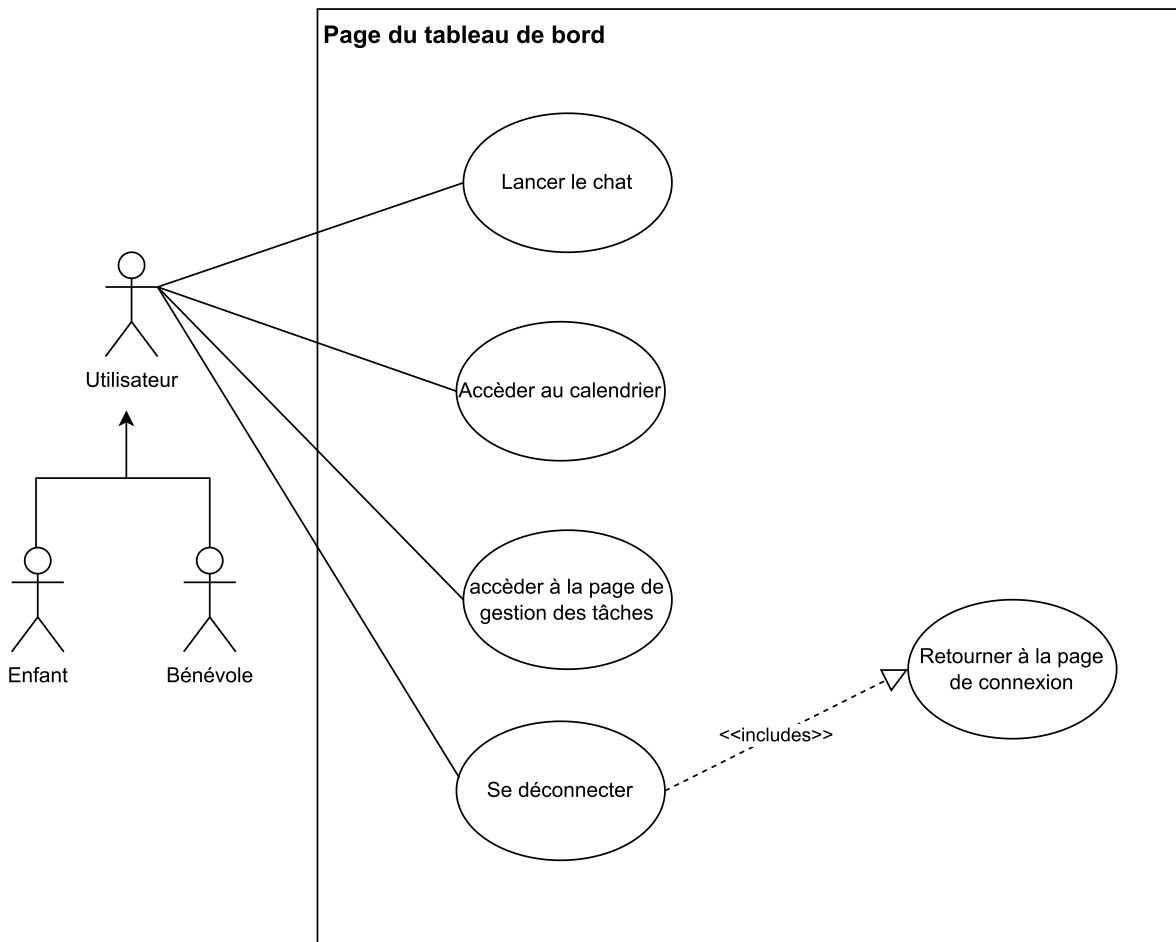 Page du tableau de bord
Lancer le chat
Utilisateur
Accèder au calendrier
accèder à la page de
gestion des tâches
Enfant
Bénévole
Retourner à la page
de connexion
<<includes>>
Se déconnecter